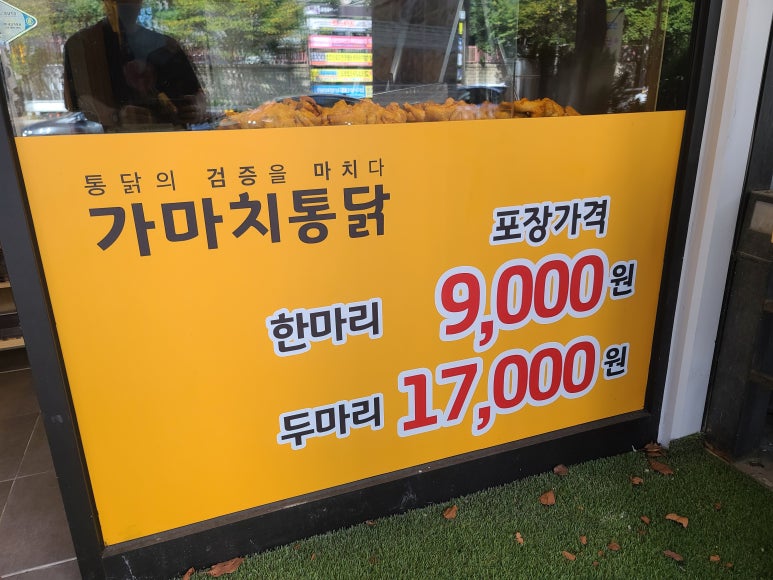 통닭의 검증을 마치다
가마치통닭
포장가격
한마리 9,000원
두마리 17,000원